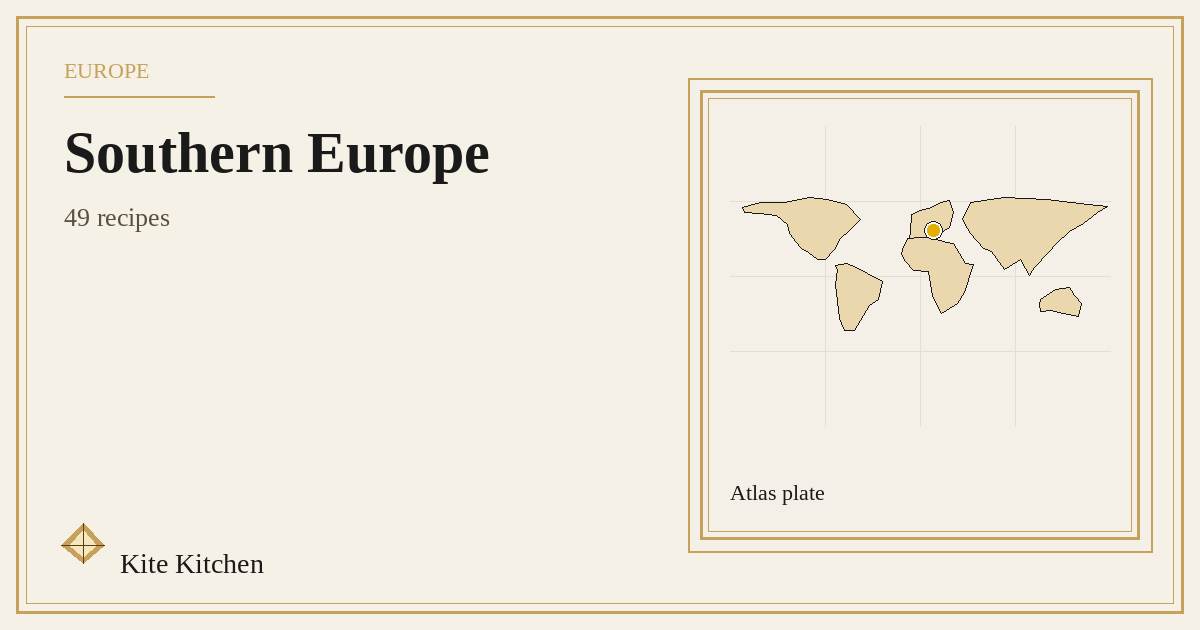 EUROPE
Southern Europe
49 recipes
Atlas plate
Kite Kitchen